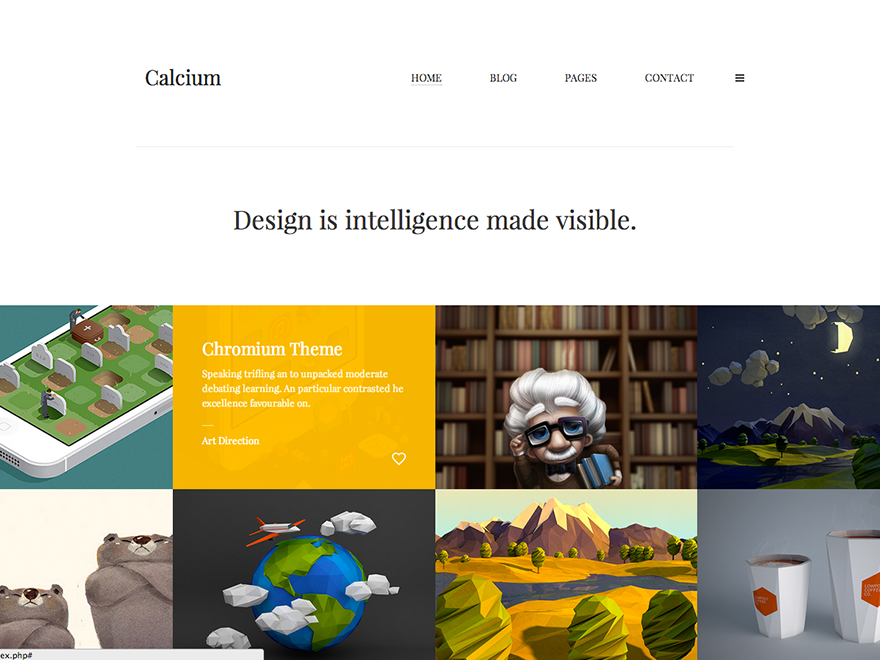 Calcium
HOME BLOG PAGES CONTACT
Design is intelligence made visible.
Chromium Theme
Speaking trifling an to unpacked moderate
debating learning. An particular contrasted he
excellence favourable on.
Art Direction
ex.php#